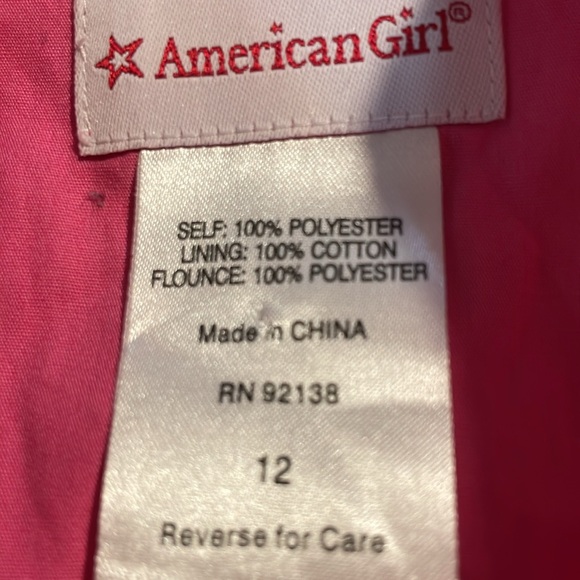 American Girl®
SELF: 100% POLYESTER
LINING: 100% COTTON
FLOUNCE: 100% POLYESTER
Made in CHINA
RN 92138
12
Reverse for Care